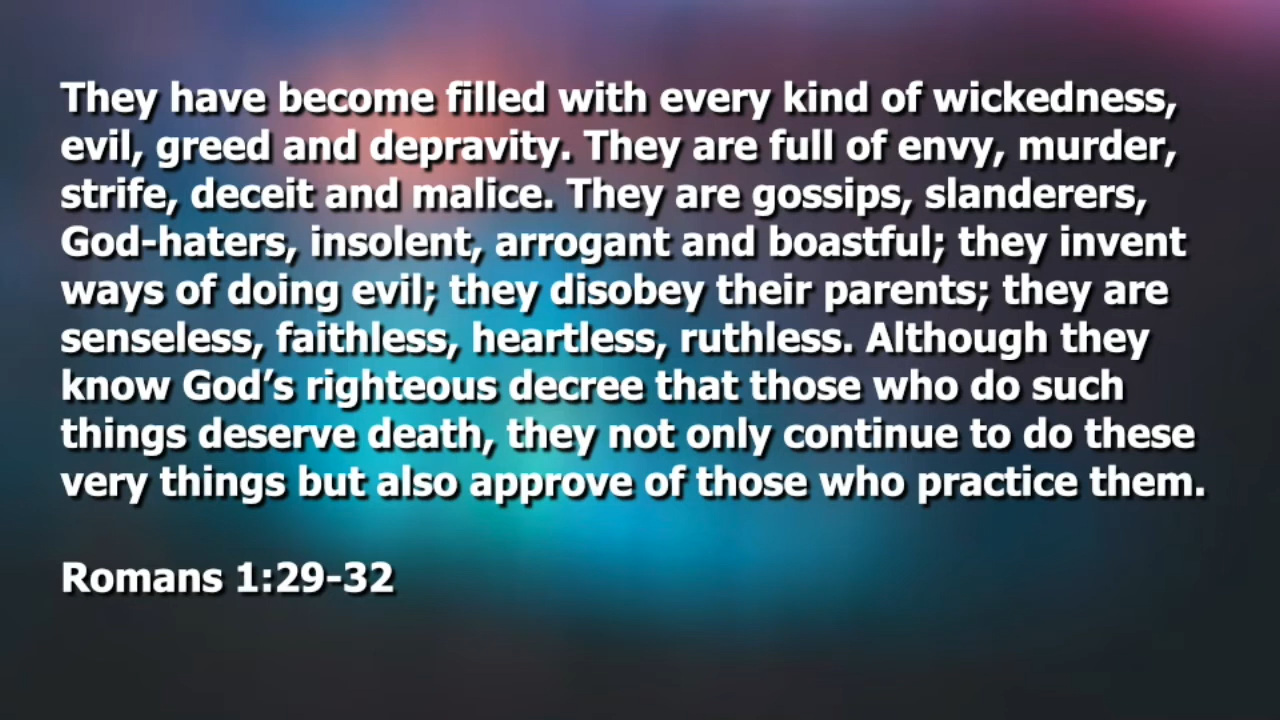 They have become filled with every kind of wickedness,
evil, greed and depravity. They are full of envy, murder,
strife, deceit and malice. They are gossips, slanderers,
God-haters, insolent, arrogant and boastful; they invent
ways of doing evil; they disobey their parents; they are
senseless, faithless, heartless, ruthless. Although they
know God’s righteous decree that those who do such
things deserve death, they not only continue to do these
very things but also approve of those who practice them.
Romans 1:29-32